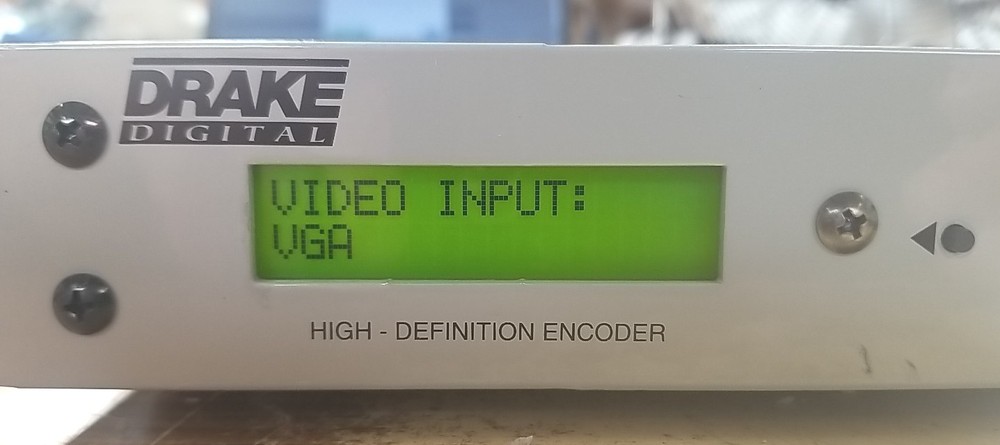 DRAKE
DIGITAL
VIDEO INPUT:
VGA
HIGH - DEFINITION ENCODER